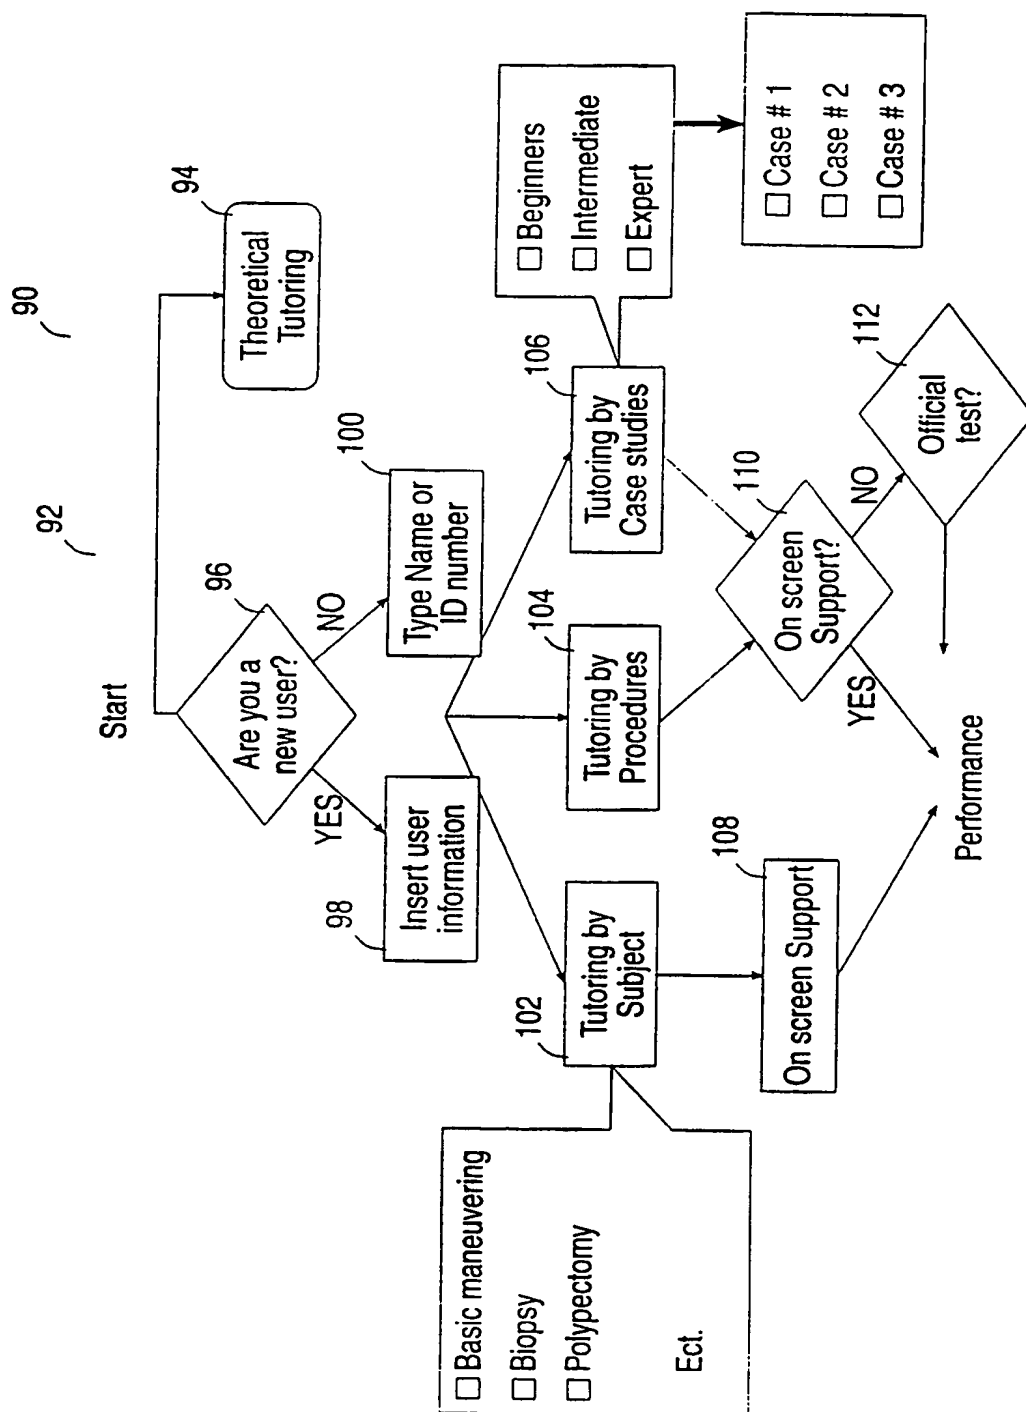 90
92
Start
94
Theoretical
Tutoring
96
Are you a
new user?
YES
NO
98
Insert user
information
100
Type Name or
ID number
☐ Basic maneuvering
☐ Biopsy
☐ Polypectomy
Ect.
102
Tutoring by
Subject
104
Tutoring by
Procedures
106
Tutoring by
Case studies
☐ Beginners
☐ Intermediate
☐ Expert
☐ Case # 1
☐ Case # 2
☐ Case # 3
108
On screen Support
110
On screen
Support?
YES
NO
112
Official
test?
Performance